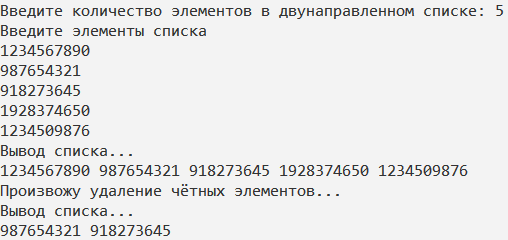 Введите количество элементов в двунаправленном списке: 5
Введите элементы списка
1234567890
987654321
918273645
1928374650
1234509876
Вывод списка...
1234567890 987654321 918273645 1928374650 1234509876
Произвожу удаление чётных элементов...
Вывод списка...
987654321 918273645